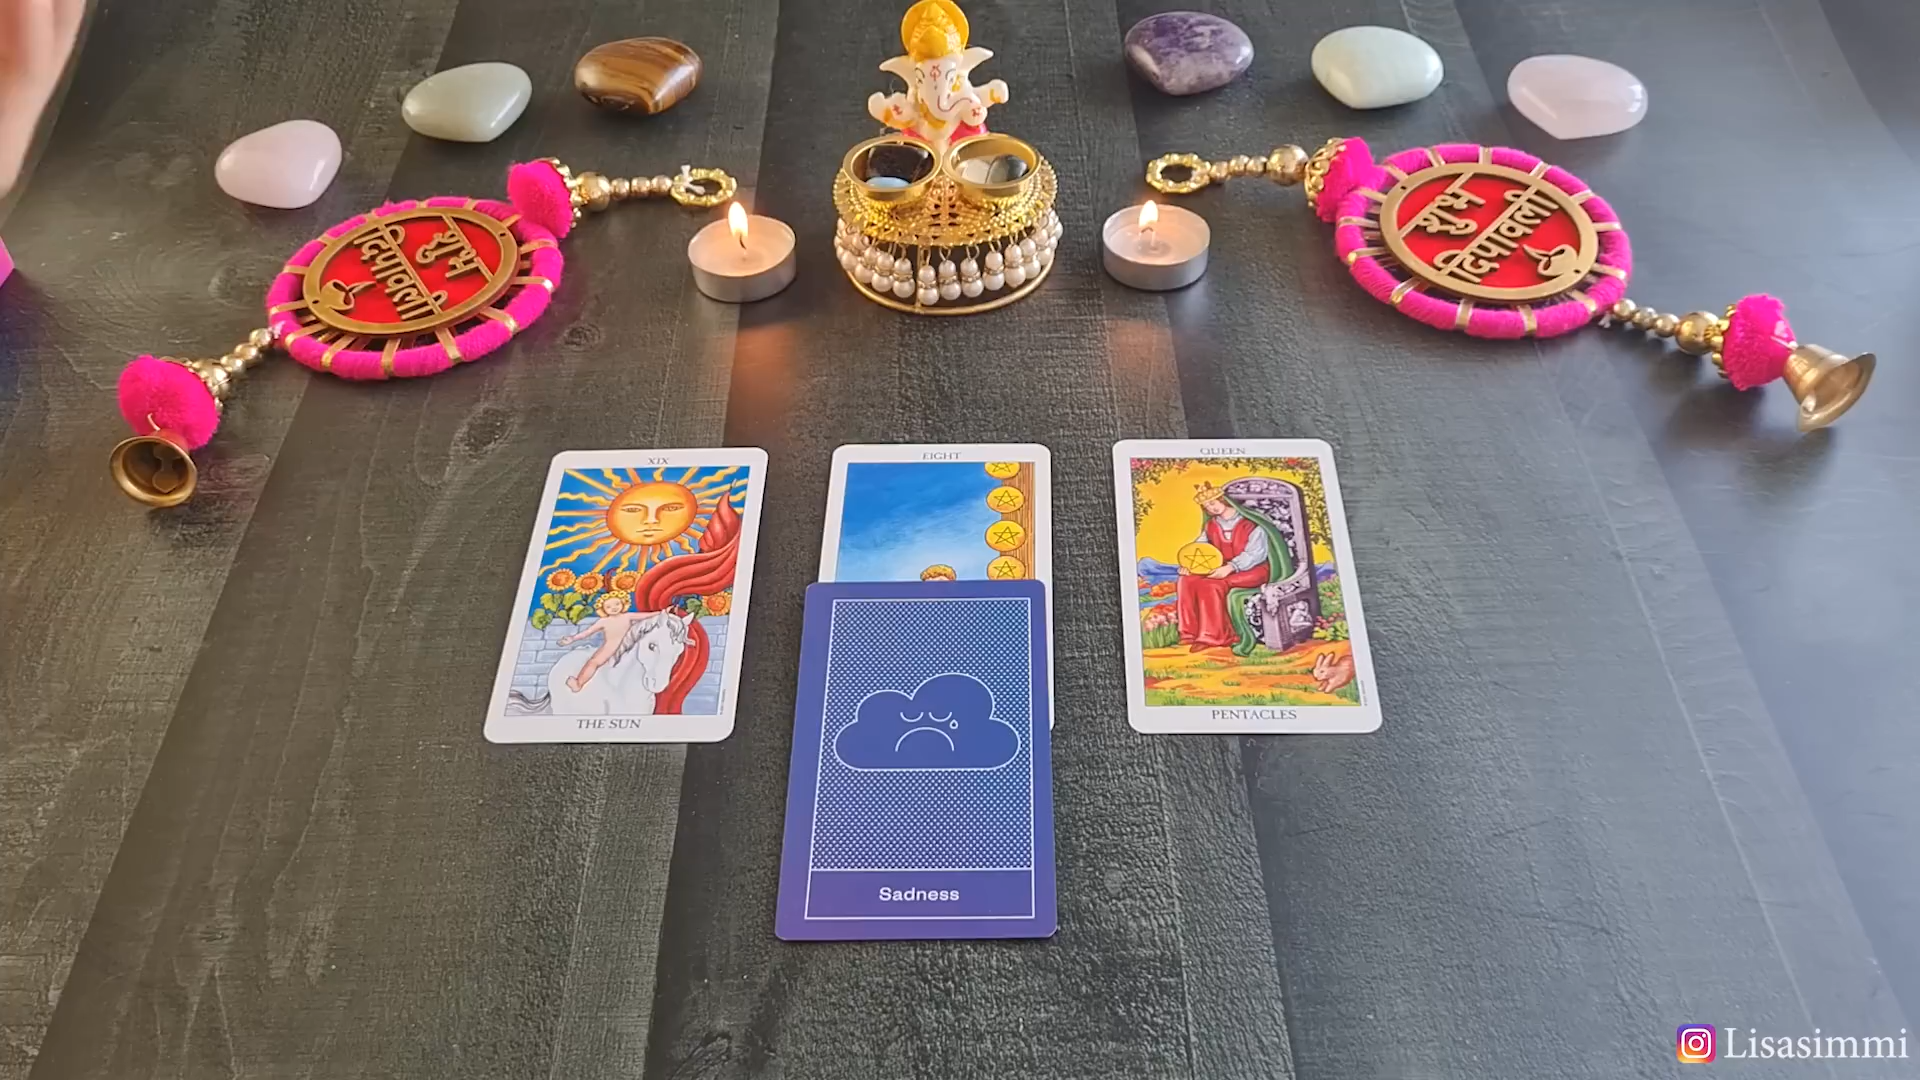 शुभ
दिपावली
शुभ
दिपावली
XIX
THE SUN
EIGHT
QUEEN
PENTACLES
Sadness
Lisasimmi